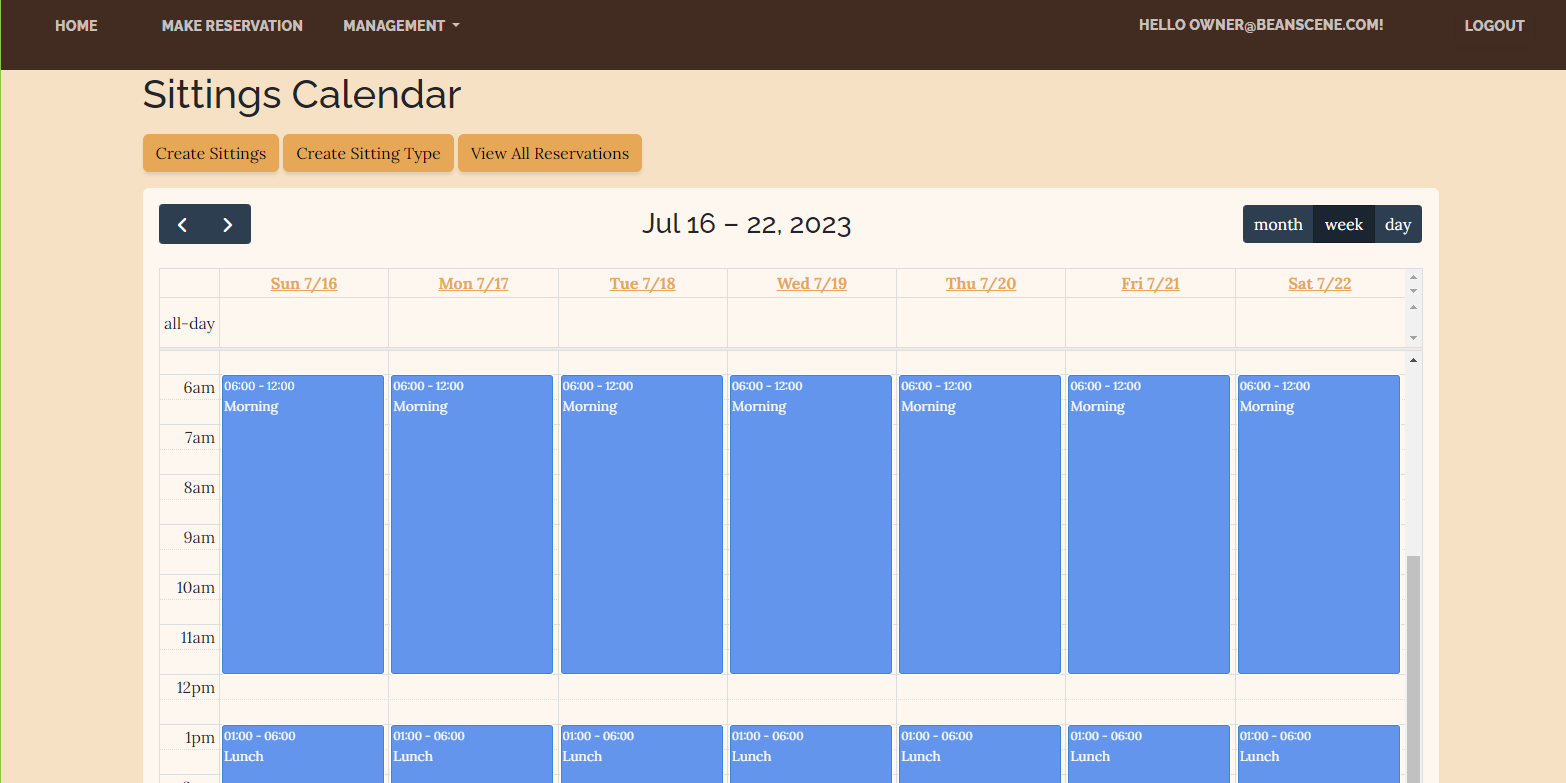 HOME MAKE RESERVATION MANAGEMENT HELLO OWNER@BEANSCENE.COM! LOGOUT
Sittings Calendar
Create Sittings Create Sitting Type View All Reservations
Jul 16 – 22, 2023 month week day
Sun 7/16 Mon 7/17 Tue 7/18 Wed 7/19 Thu 7/20 Fri 7/21 Sat 7/22
all-day
6am 06:00 - 12:00 06:00 - 12:00 06:00 - 12:00 06:00 - 12:00 06:00 - 12:00 06:00 - 12:00 06:00 - 12:00
Morning Morning Morning Morning Morning Morning Morning
7am
8am
9am
10am
11am
12pm
1pm 01:00 - 06:00 01:00 - 06:00 01:00 - 06:00 01:00 - 06:00 01:00 - 06:00 01:00 - 06:00 01:00 - 06:00
Lunch Lunch Lunch Lunch Lunch Lunch Lunch